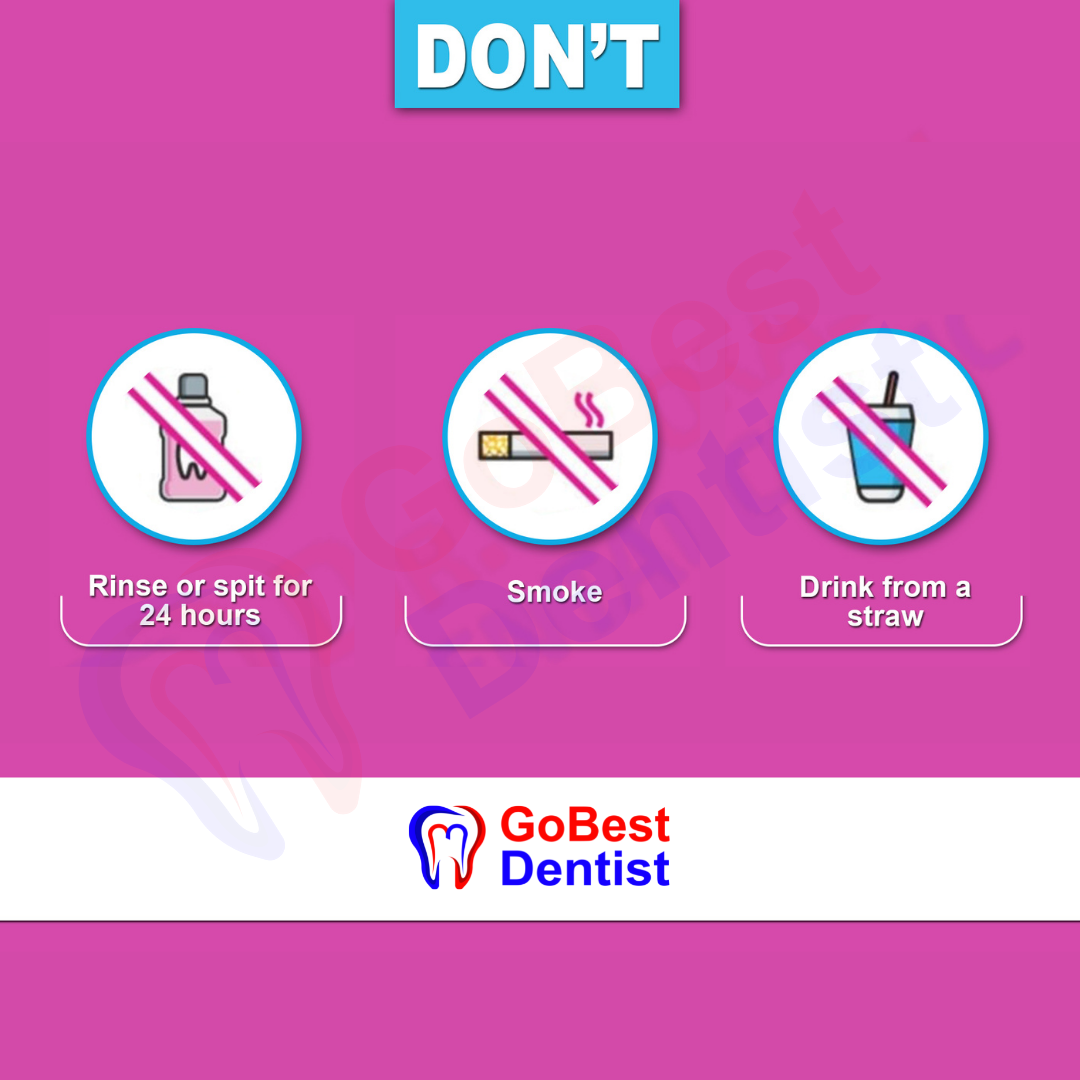 DON'T
Rinse or spit for
24 hours
Smoke
Drink from a
straw
GoBest
Dentist
GoBest
Dentist